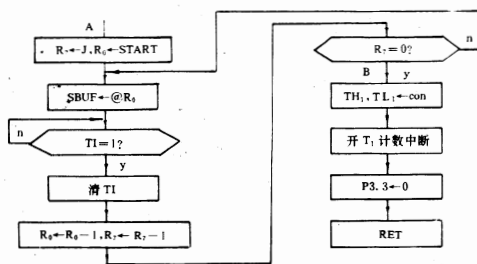 A
R₇←J,R₀←START
SBUF←@R₀
n
TI=1?
y
清 TI
R₀←R₀-1,R₇←R₇-1
n
R₇=0?
B
y
TH₁,TL₁←con
开 T₁ 计数中断
P3.3←0
RET